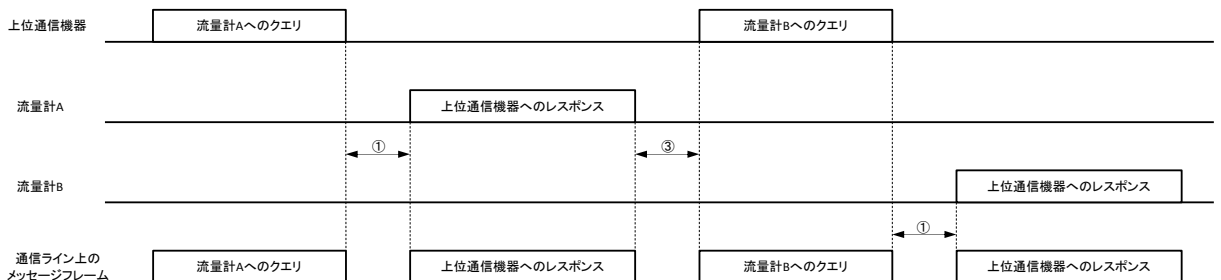 上位通信機器
流量計Aへのクエリ
流量計Bへのクエリ
流量計A
上位通信機器へのレスポンス
①
③
流量計B
上位通信機器へのレスポンス
①
通信ライン上の
メッセージフレーム
流量計Aへのクエリ
上位通信機器へのレスポンス
流量計Bへのクエリ
上位通信機器へのレスポンス